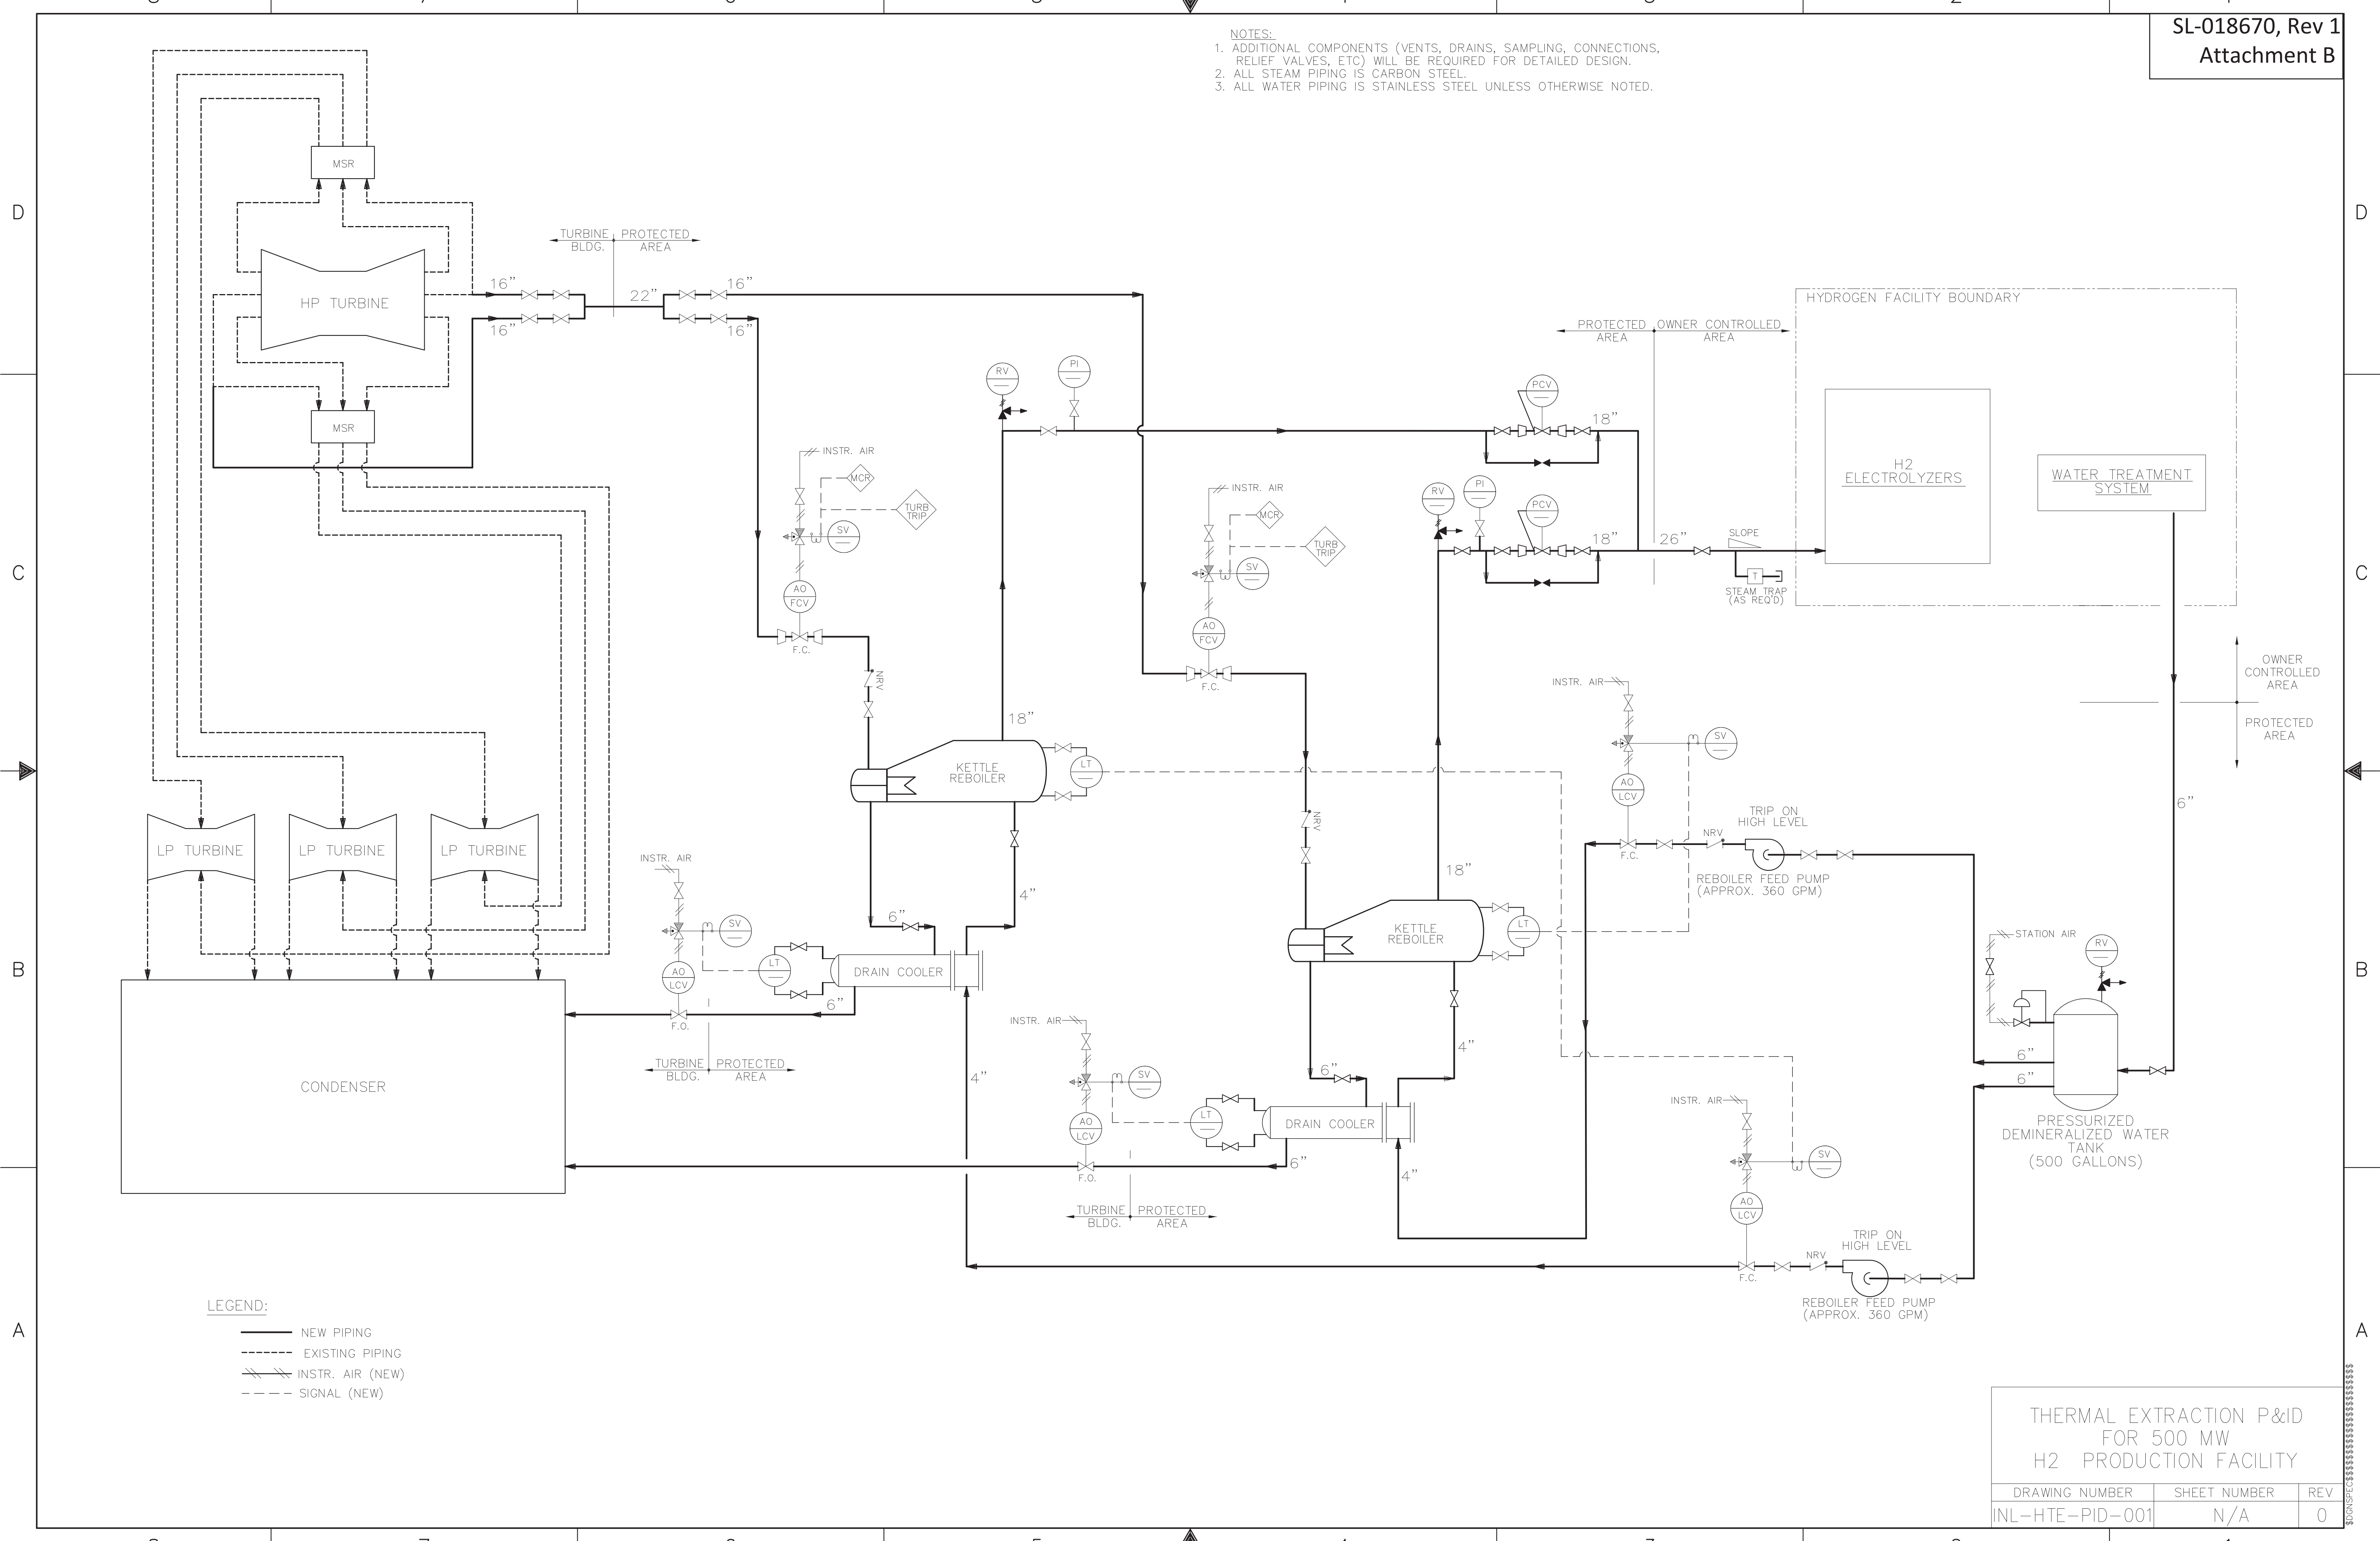 SL-018670, Rev 1
Attachment B
NOTES:
1. ADDITIONAL COMPONENTS (VENTS, DRAINS, SAMPLING, CONNECTIONS,
RELIEF VALVES, ETC) WILL BE REQUIRED FOR DETAILED DESIGN.
2. ALL STEAM PIPING IS CARBON STEEL.
3. ALL WATER PIPING IS STAINLESS STEEL UNLESS OTHERWISE NOTED.
D
D
MSR
HP TURBINE
MSR
TURBINE
BLDG.
PROTECTED
AREA
16"
16"
22"
16"
16"
HYDROGEN FACILITY BOUNDARY
PROTECTED
AREA
OWNER CONTROLLED
AREA
RV
PI
PCV
18"
INSTR. AIR
MCR
TURB
TRIP
SV
AO
FCV
F.C.
NRV
INSTR. AIR
MCR
TURB
TRIP
SV
AO
FCV
F.C.
NRV
RV
PI
PCV
18"
26"
SLOPE
T
STEAM TRAP
(AS REQ'D)
H2
ELECTROLYZERS
WATER TREATMENT
SYSTEM
C
C
OWNER
CONTROLLED
AREA
PROTECTED
AREA
6"
18"
KETTLE
REBOILER
LT
INSTR. AIR
SV
AO
LCV
F.C.
NRV
TRIP ON
HIGH LEVEL
REBOILER FEED PUMP
(APPROX. 360 GPM)
LP TURBINE
LP TURBINE
LP TURBINE
INSTR. AIR
SV
AO
LCV
F.O.
LT
6"
4"
DRAIN COOLER
6"
TURBINE
BLDG.
PROTECTED
AREA
4"
18"
KETTLE
REBOILER
LT
B
B
STATION AIR
RV
6"
6"
PRESSURIZED
DEMINERALIZED WATER
TANK
(500 GALLONS)
CONDENSER
INSTR. AIR
SV
AO
LCV
F.O.
LT
6"
4"
DRAIN COOLER
6"
4"
TURBINE
BLDG.
PROTECTED
AREA
INSTR. AIR
SV
AO
LCV
F.C.
NRV
TRIP ON
HIGH LEVEL
REBOILER FEED PUMP
(APPROX. 360 GPM)
A
A
LEGEND:
NEW PIPING
EXISTING PIPING
INSTR. AIR (NEW)
SIGNAL (NEW)
THERMAL EXTRACTION P&ID
FOR 500 MW
H2 PRODUCTION FACILITY
DRAWING NUMBER
SHEET NUMBER
REV
INL-HTE-PID-001
N/A
0